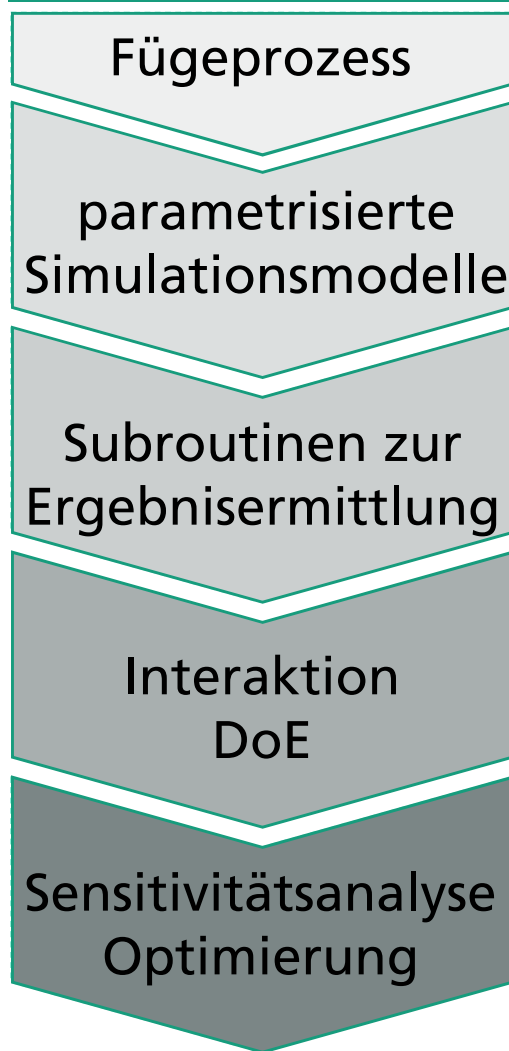 Fügeprozess
parametrisierte
Simulationsmodelle
Subroutinen zur
Ergebnisermittlung
Interaktion
DoE
Sensitivitätsanalyse
Optimierung